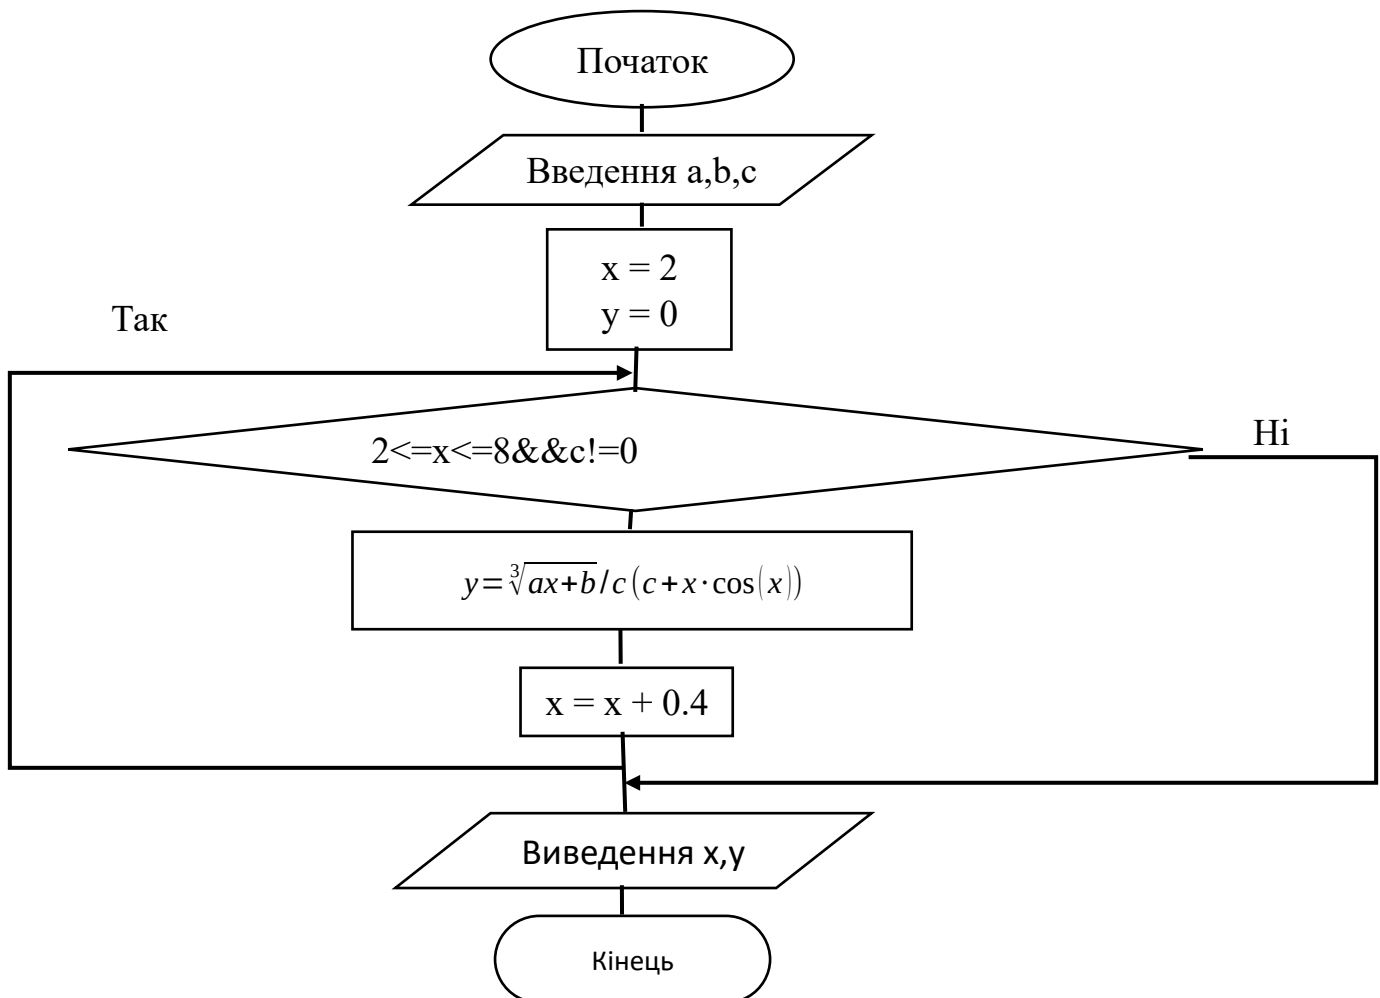 Початок
Введення a,b,c
x = 2
y = 0
Так
2<=x<=8&&c!=0
Ні
y=∛ax+b/c(c+x·cos(x))
x = x + 0.4
Виведення x,y
Кінець